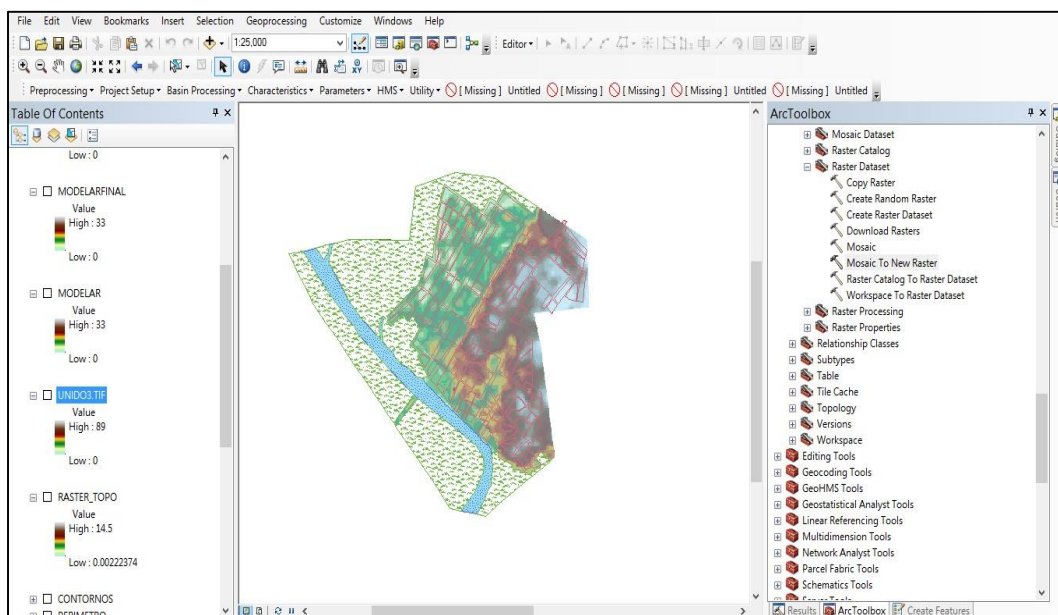 File Edit View Bookmarks Insert Selection Geoprocessing Customize Windows Help
1:25,000
Editor
Preprocessing Project Setup Basin Processing Characteristics Parameters HMS Utility [ Missing ] Untitled [ Missing ] [ Missing ] Untitled [ Missing ] [ Missing ] Untitled [ Missing ] Untitled
Table Of Contents
Low : 0
MODELARFINAL
Value
High : 33
Low : 0
MODELAR
Value
High : 33
Low : 0
UNIDO3.TIF
Value
High : 89
Low : 0
RASTER_TOPO
Value
High : 14.5
Low : 0.00222374
CONTORNOS
ArcToolbox
Mosaic Dataset
Raster Catalog
Raster Dataset
Copy Raster
Create Random Raster
Create Raster Dataset
Download Rasters
Mosaic
Mosaic To New Raster
Raster Catalog To Raster Dataset
Workspace To Raster Dataset
Raster Processing
Raster Properties
Relationship Classes
Subtypes
Table
Tile Cache
Topology
Versions
Workspace
Editing Tools
Geocoding Tools
GeoHMS Tools
Geostatistical Analyst Tools
Linear Referencing Tools
Multidimension Tools
Network Analyst Tools
Parcel Fabric Tools
Schematics Tools
Results ArcToolbox Create Features